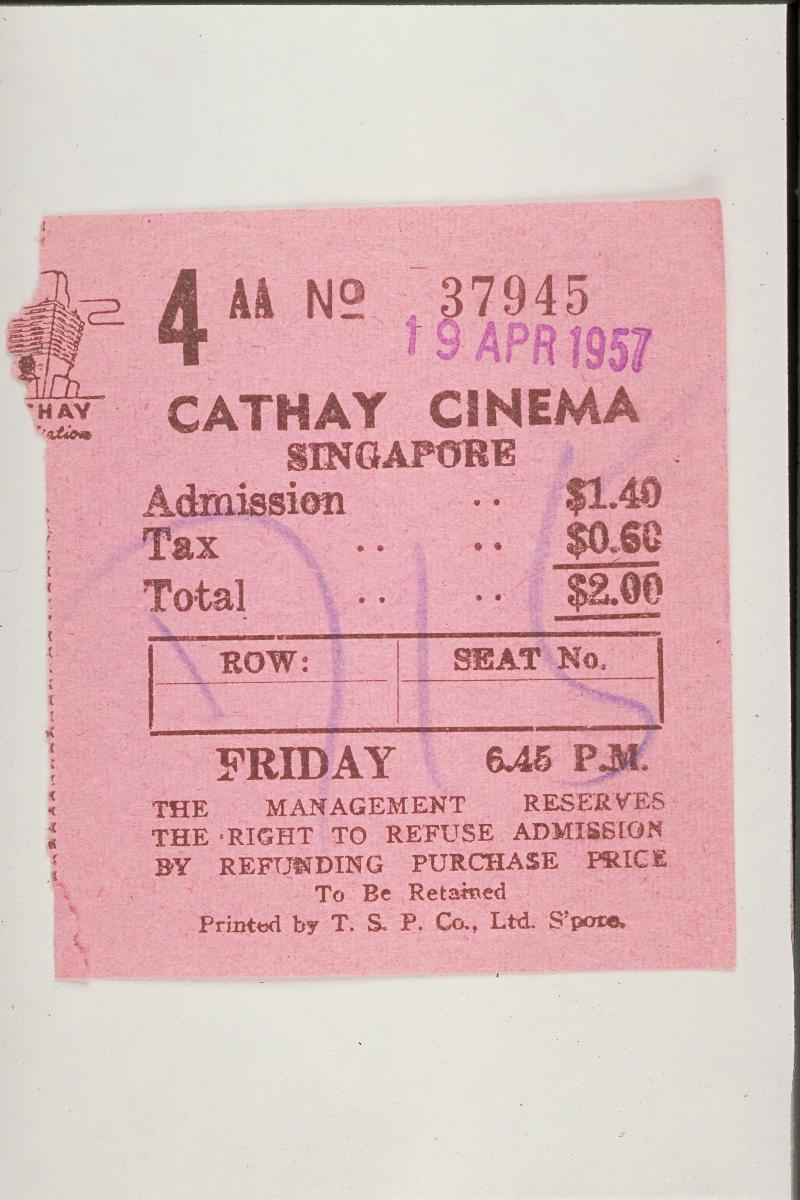 4 AA Nº 37945
19 APR 1957
CATHAY CINEMA
SINGAPORE
Admission .. $1.40
Tax .. .. $0.60
Total .. .. $2.00
ROW: SEAT No.
FRIDAY 6.45 P.M.
THE MANAGEMENT RESERVES
THE RIGHT TO REFUSE ADMISSION
BY REFUNDING PURCHASE PRICE
To Be Retained
Printed by T. S. P. Co., Ltd. S'pore.
THAY